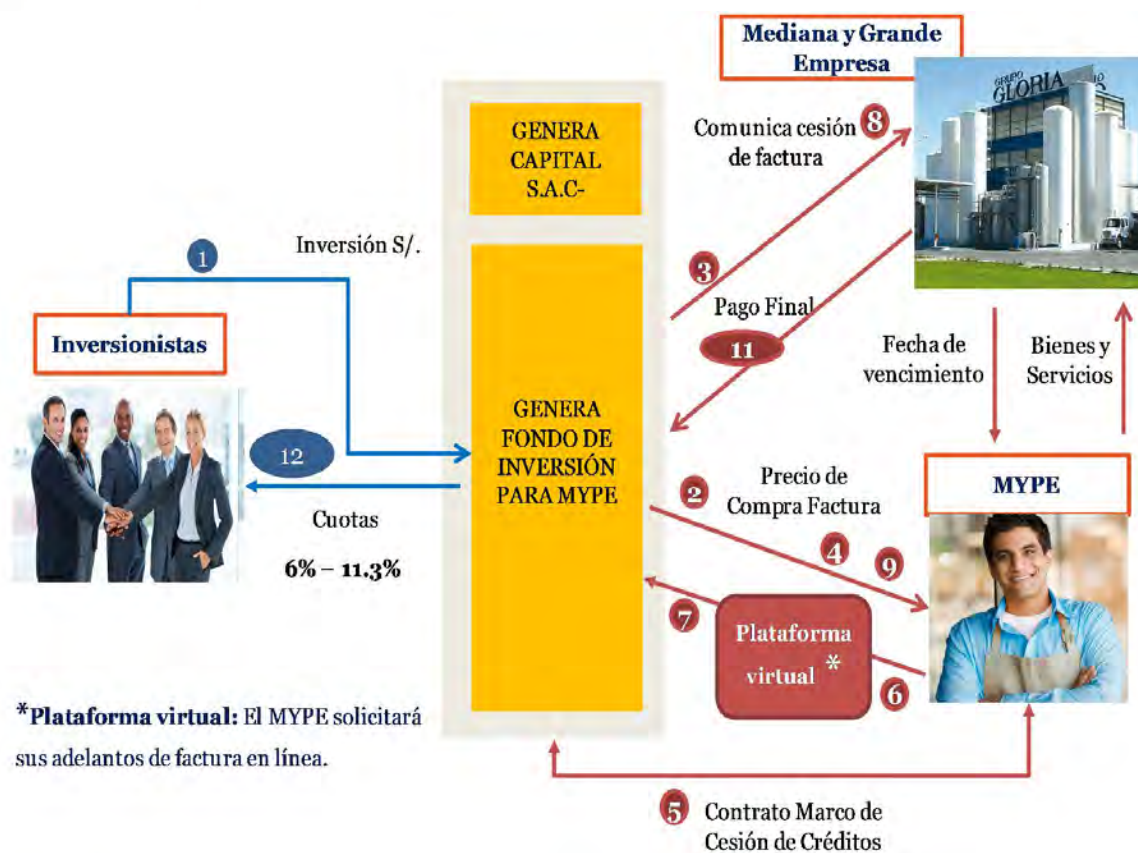 Mediana y Grande
Empresa
GRUPO
GLORIA
GENERA
CAPITAL
S.A.C-
Comunica cesión 8
de factura
Inversión S/.
1
3
Inversionistas
Pago Final
11
Fecha de
vencimiento
Bienes y
Servicios
GENERA
FONDO DE
INVERSIÓN
PARA MYPE
12
Cuotas
6% – 11.3%
2
Precio de
Compra Factura
4
9
MYPE
7
Plataforma
virtual *
6
*Plataforma virtual: El MYPE solicitará
sus adelantos de factura en línea.
5
Contrato Marco de
Cesión de Créditos